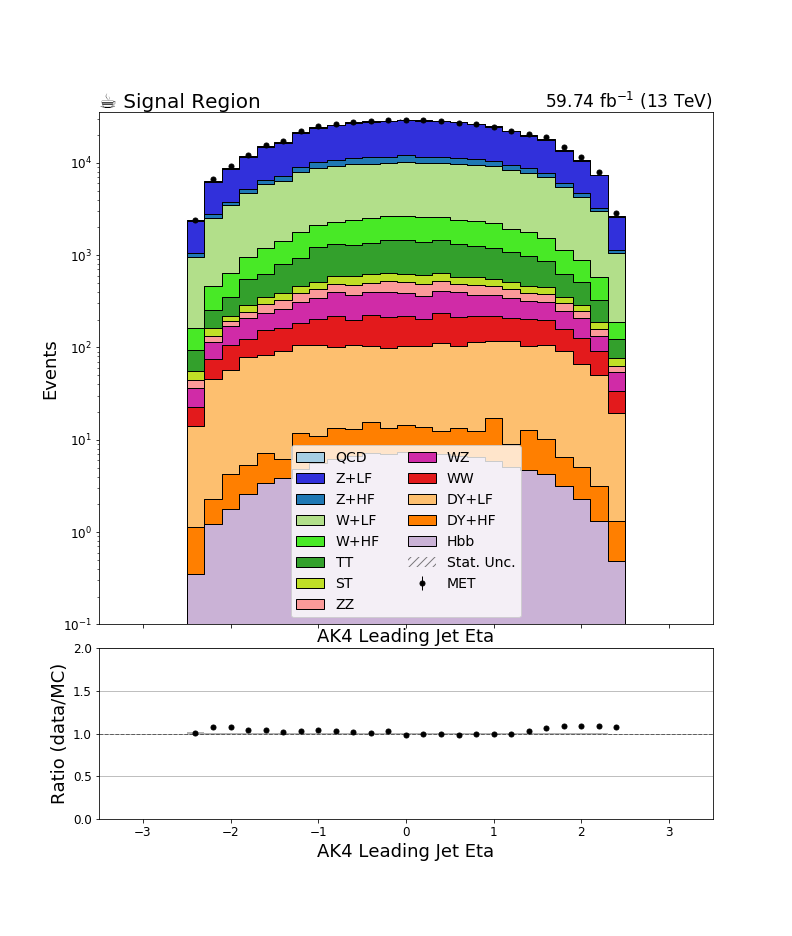 ☕ Signal Region
59.74 fb⁻¹ (13 TeV)
Events
10⁴
10³
10²
10¹
10⁰
10⁻¹
QCD
Z+LF
Z+HF
W+LF
W+HF
TT
ST
ZZ
WZ
WW
DY+LF
DY+HF
Hbb
Stat. Unc.
MET
AK4 Leading Jet Eta
Ratio (data/MC)
2.0
1.5
1.0
0.5
0.0
−3 −2 −1 0 1 2 3
AK4 Leading Jet Eta